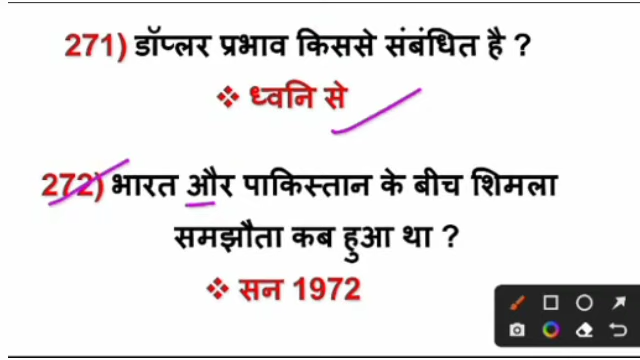 271) डॉप्लर प्रभाव किससे संबंधित है ?
❖ ध्वनि से
272) भारत और पाकिस्तान के बीच शिमला
समझौता कब हुआ था ?
❖ सन 1972